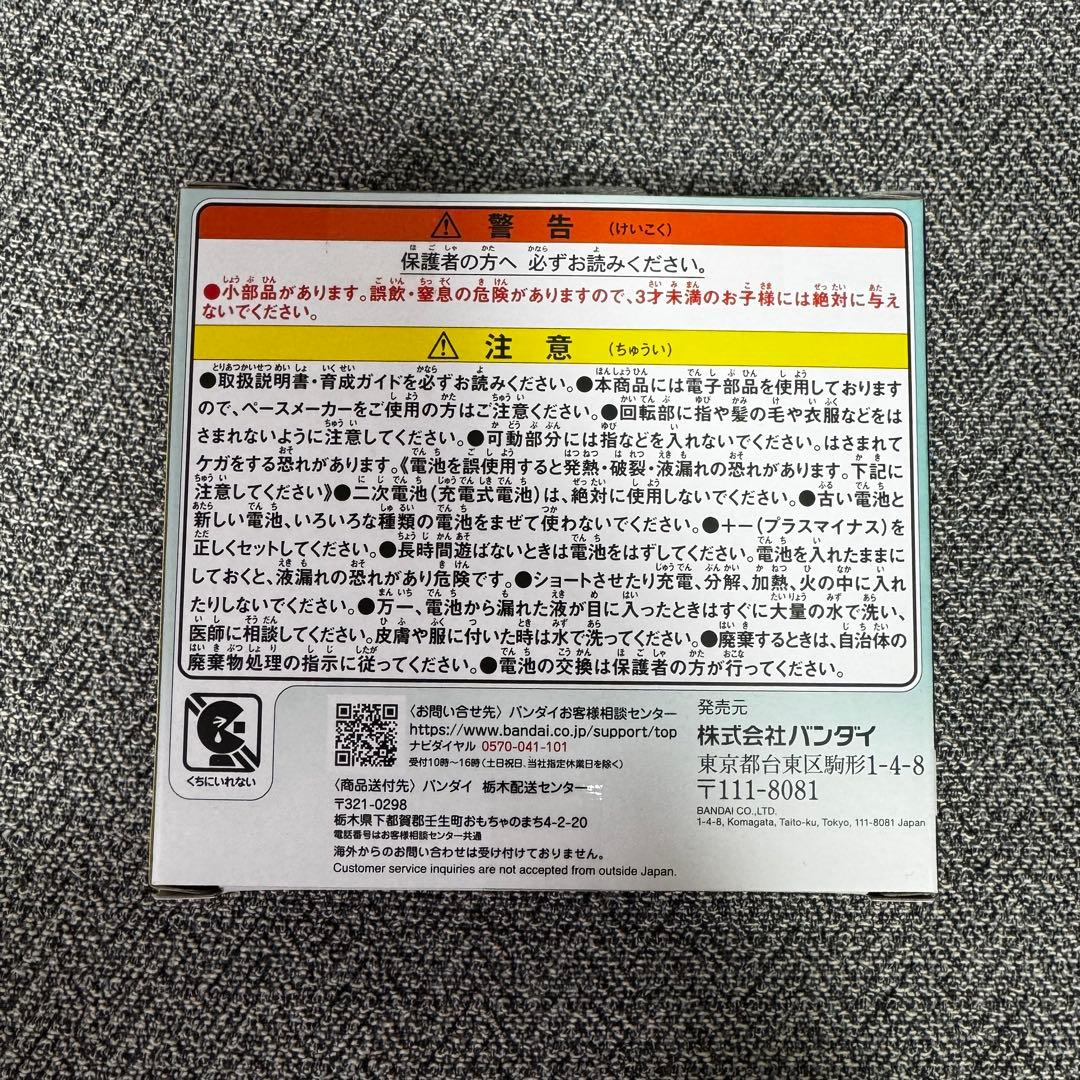 警告 (けいこく)
保護者の方へ 必ずお読みください。
●小部品があります。誤飲・窒息の危険がありますので、3才未満のお子様には絶対に与え
ないでください。
注意 (ちゅうい)
●取扱説明書・育成ガイドを必ずお読みください。●本商品には電子部品を使用しております
ので、ペースメーカーをご使用の方はご注意ください。●回転部に指や髪の毛や衣服などをは
さまれないように注意してください。●可動部分には指などを入れないでください。はさまれて
ケガをする恐れがあります。《電池を誤使用すると発熱・破裂・液漏れの恐れがあります。下記に
注意してください》●二次電池(充電式電池)は、絶対に使用しないでください。●古い電池と
新しい電池、いろいろな種類の電池をまぜて使わないでください。●+-(プラスマイナス)を
正しくセットしてください。●長時間遊ばないときは電池をはずしてください。電池を入れたままに
しておくと、液漏れの恐れがあり危険です。●ショートさせたり充電、分解、加熱、火の中に入れ
たりしないでください。●万一、電池から漏れた液が目に入ったときはすぐに大量の水で洗い、
医師に相談してください。皮膚や服に付いた時は水で洗ってください。●廃棄するときは、自治体の
廃棄物処理の指示に従ってください。●電池の交換は保護者の方が行ってください。
くちにいれない
〈お問い合せ先〉バンダイお客様相談センター
https://www.bandai.co.jp/support/top
ナビダイヤル 0570-041-101
受付10時～16時(土日祝日、当社指定休業日を除く)
〈商品送付先〉バンダイ 栃木配送センター
〒321-0298
栃木県下都賀郡壬生町おもちゃのまち4-2-20
電話番号はお客様相談センター共通
海外からのお問い合わせは受け付けておりません。
Customer service inquiries are not accepted from outside Japan.
発売元
株式会社バンダイ
東京都台東区駒形1-4-8
〒111-8081
BANDAI CO.,LTD.
1-4-8, Komagata, Taito-ku, Tokyo, 111-8081 Japan